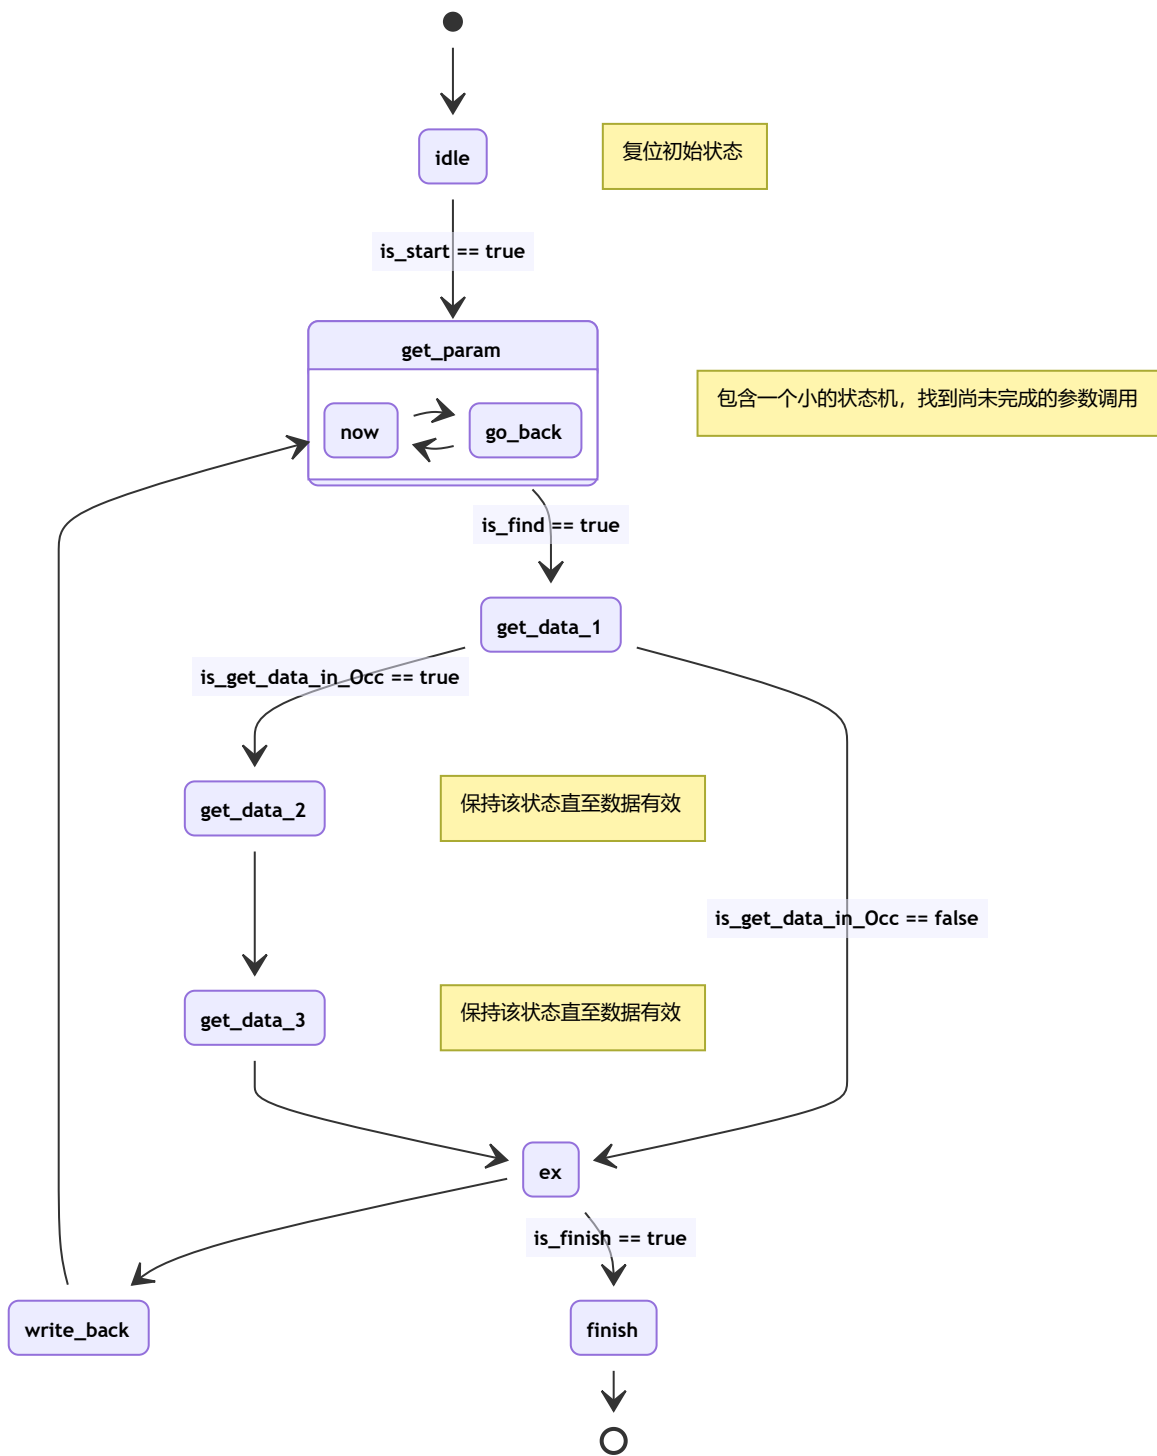 idle
复位初始状态
is_start == true
get_param
now
go_back
包含一个小的状态机，找到尚未完成的参数调用
is_find == true
get_data_1
is_get_data_in_Occ == true
get_data_2
保持该状态直至数据有效
is_get_data_in_Occ == false
get_data_3
保持该状态直至数据有效
ex
is_finish == true
write_back
finish